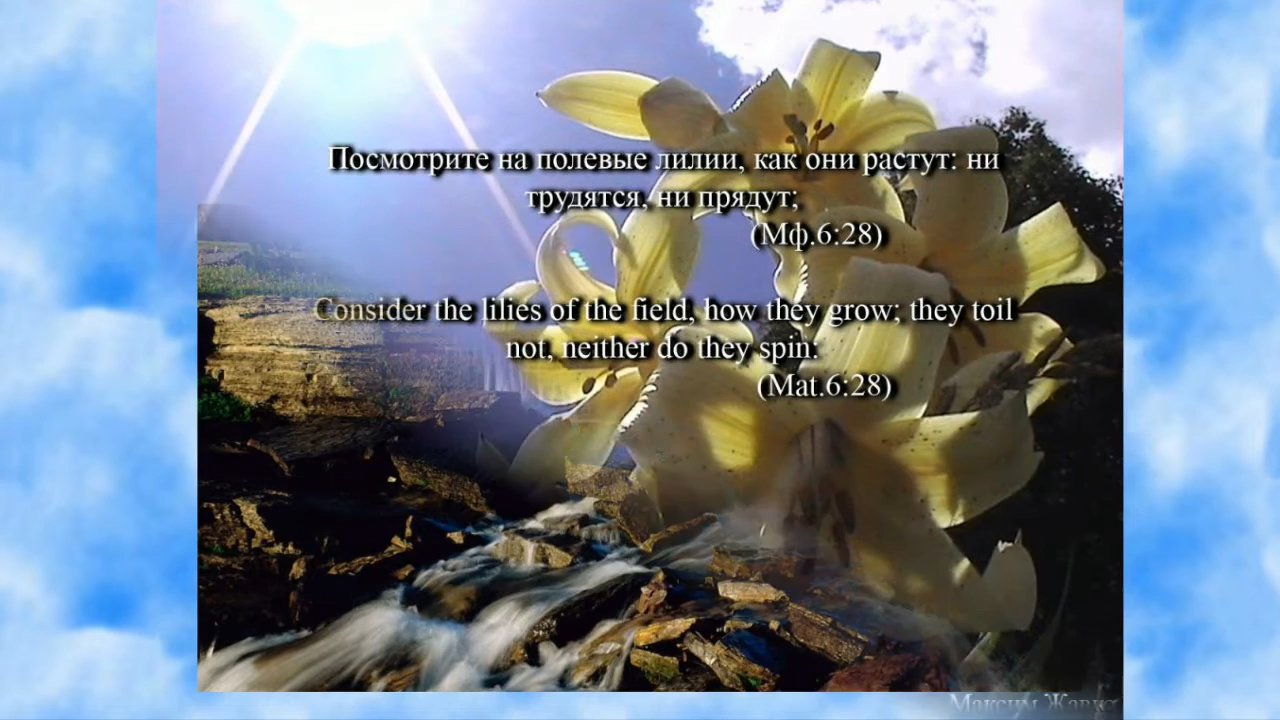 Посмотрите на полевые лилии, как они растут: ни
трудятся, ни прядут;
(Мф.6:28)
Consider the lilies of the field, how they grow; they toil
not, neither do they spin:
(Mat.6:28)
Максим